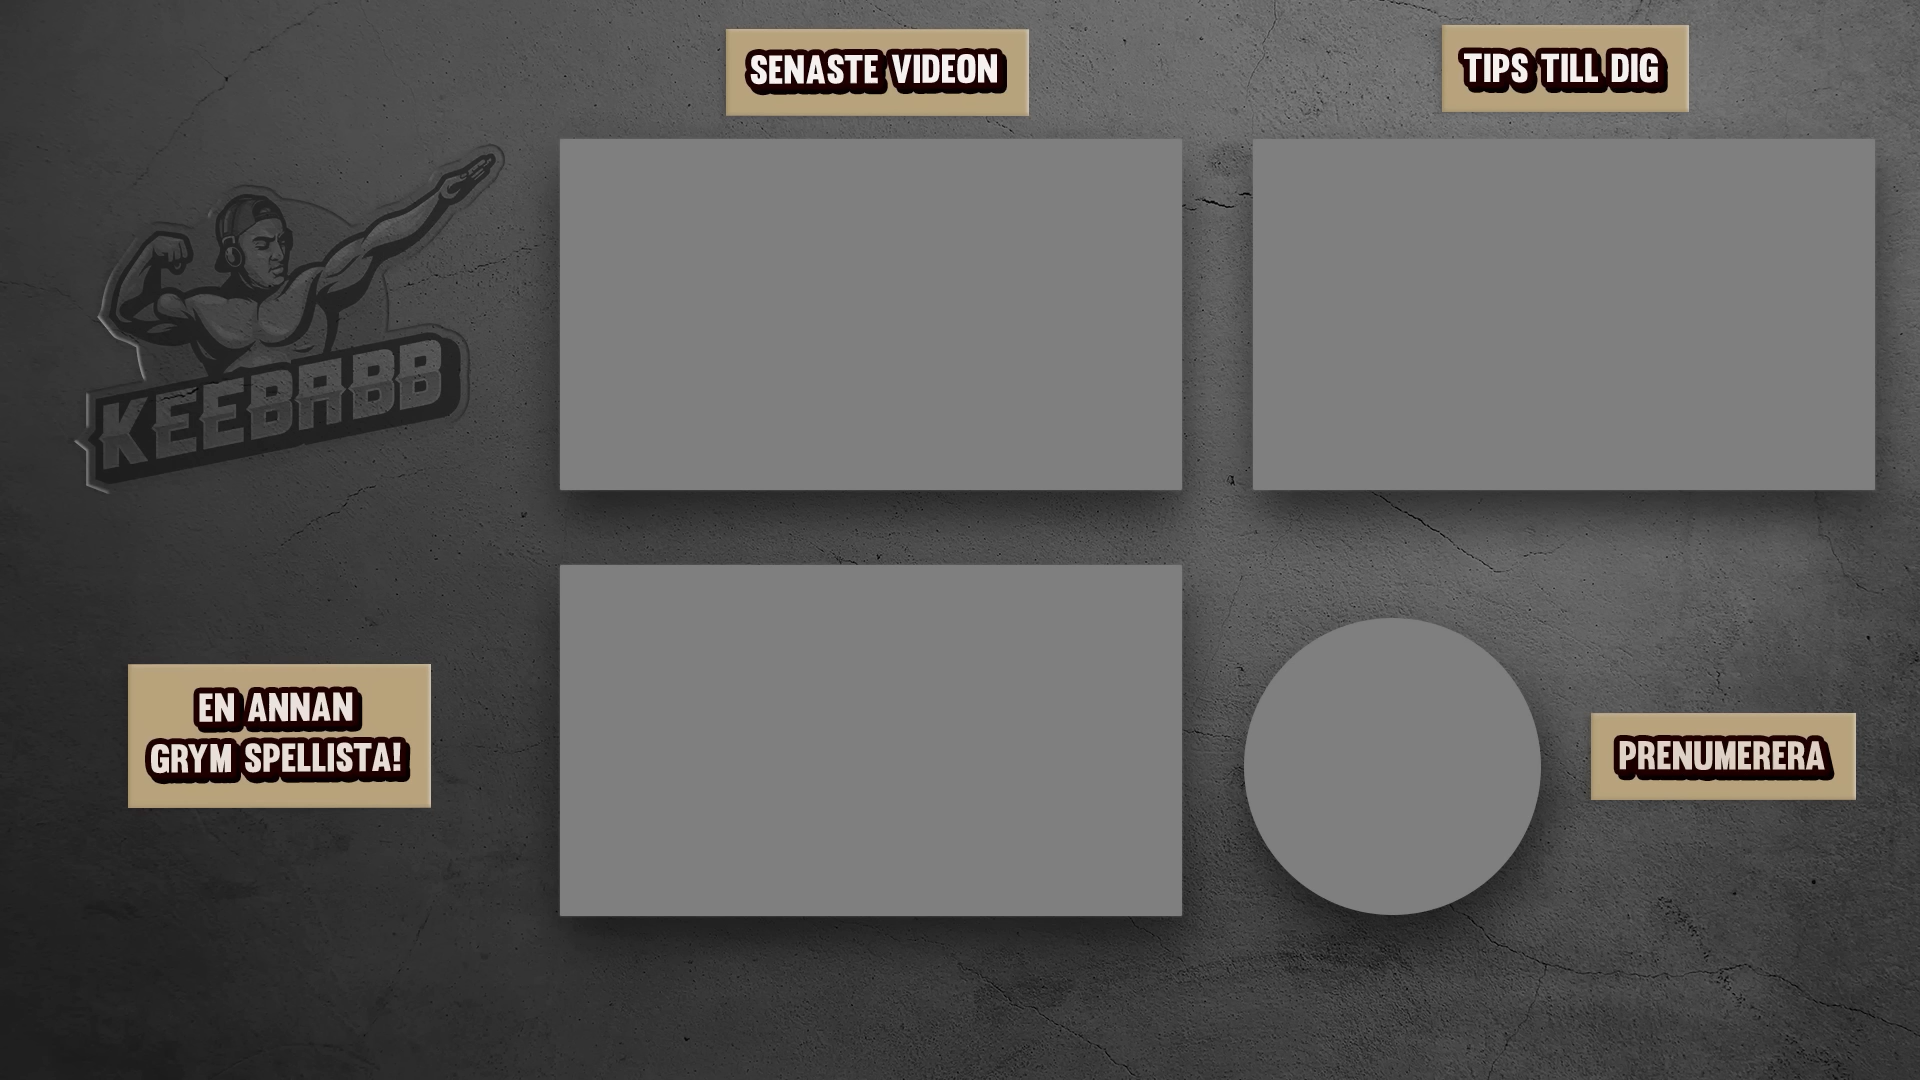 SENASTE VIDEON
TIPS TILL DIG
KEEBABB
EN ANNAN
GRYM SPELLISTA!
PRENUMERERA